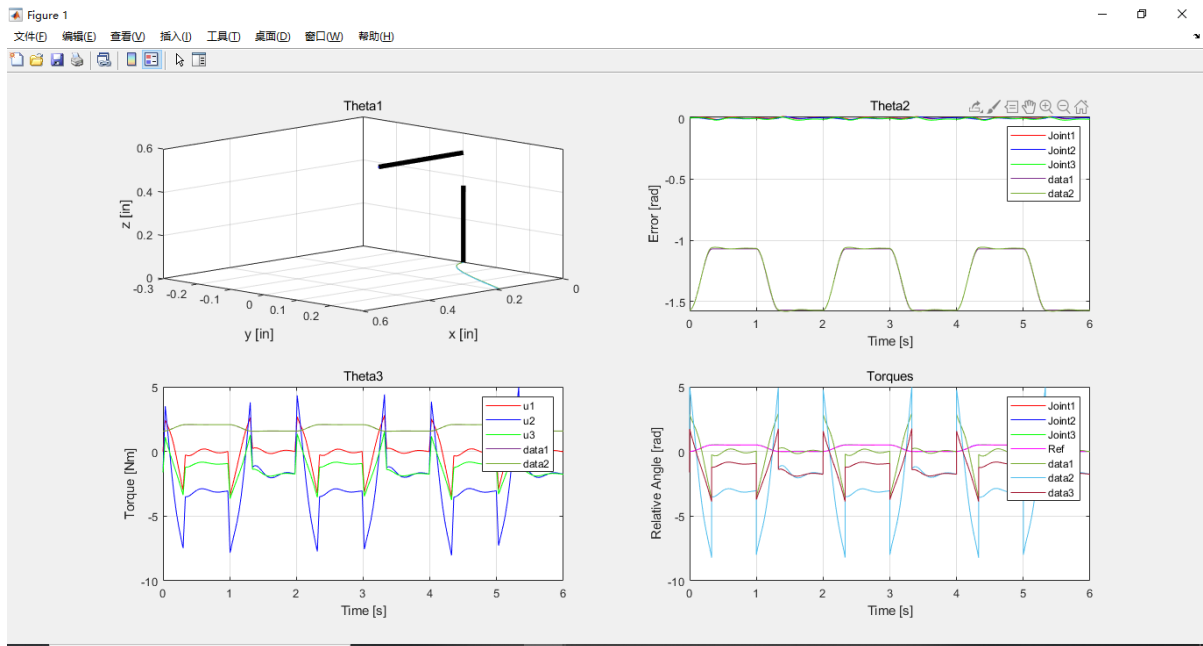 Figure 1
文件(F) 编辑(E) 查看(V) 插入(I) 工具(T) 桌面(D) 窗口(W) 帮助(H)
Theta1
0.6
0.4
0.2
0
z [in]
-0.3
-0.2
-0.1
0
0.1
0.2
y [in]
0.6
0.4
0.2
0
x [in]
Theta2
0
-0.5
-1
-1.5
Error [rad]
0 1 2 3 4 5 6
Time [s]
Joint1
Joint2
Joint3
data1
data2
Theta3
5
0
-5
-10
Torque [Nm]
0 1 2 3 4 5 6
Time [s]
u1
u2
u3
data1
data2
Torques
5
0
-5
-10
Relative Angle [rad]
0 1 2 3 4 5 6
Time [s]
Joint1
Joint2
Joint3
Ref
data1
data2
data3